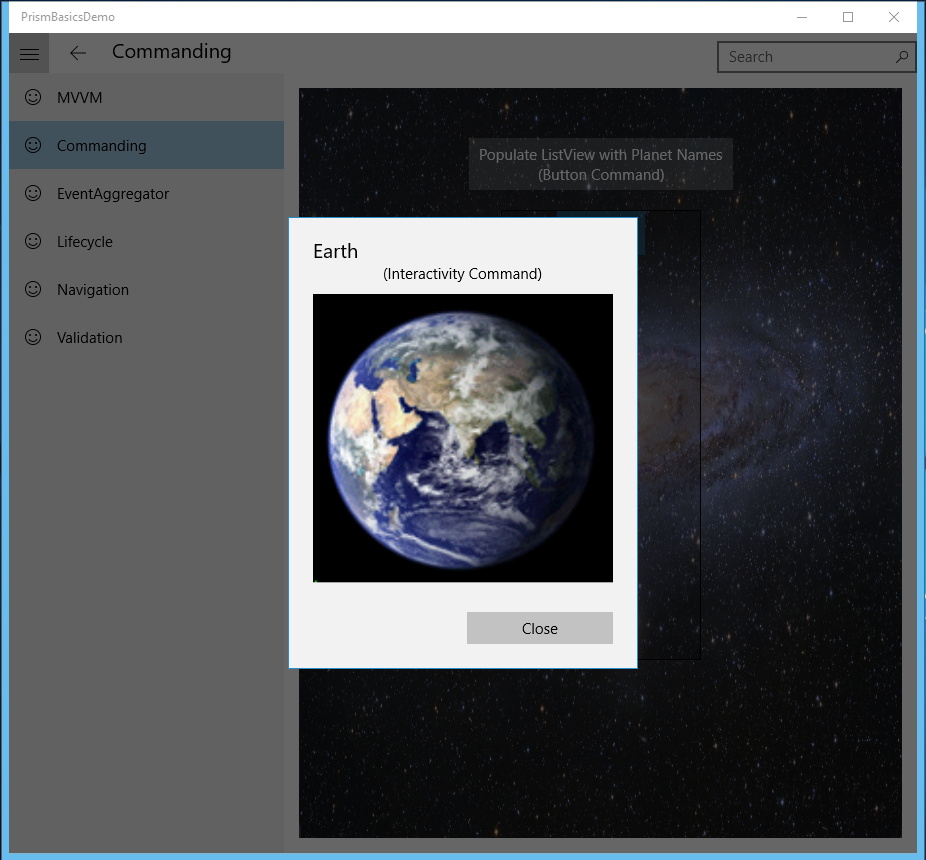 PrismBasicsDemo
Commanding
Search
MVVM
Commanding
EventAggregator
Lifecycle
Navigation
Validation
Populate ListView with Planet Names
(Button Command)
Earth
(Interactivity Command)
Close